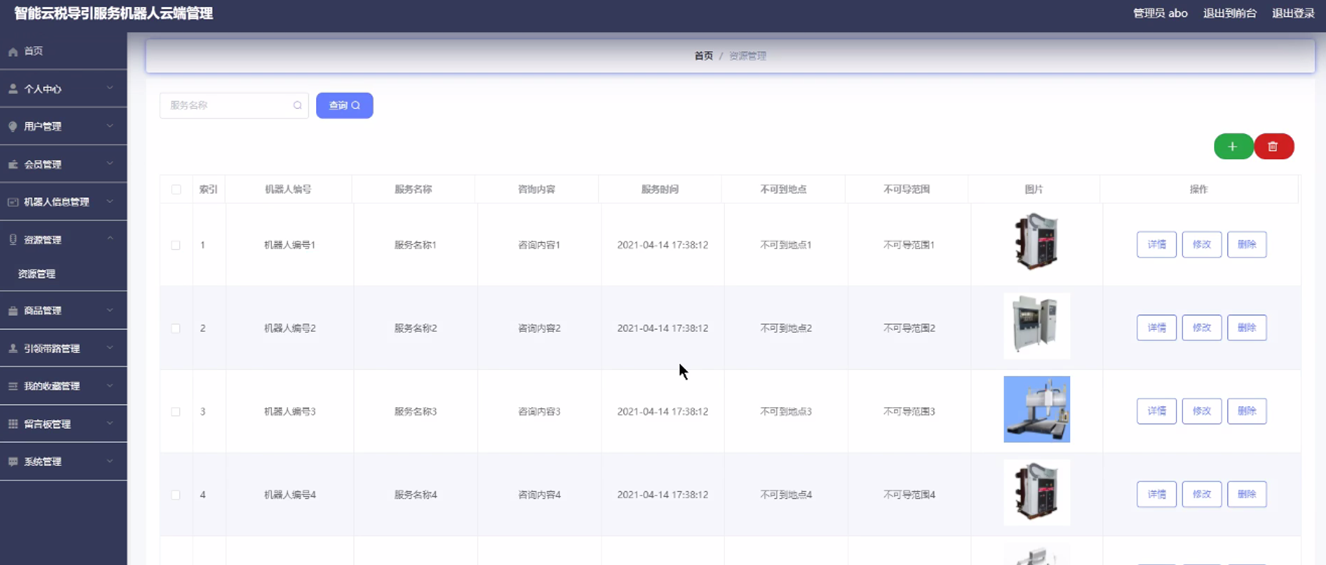 智能云税导引服务机器人云端管理
管理员 abo 退出到前台 退出登录
首页
个人中心
用户管理
会员管理
机器人信息管理
资源管理
资源管理
商品管理
引领带路管理
我的收藏管理
留言板管理
系统管理
首页 / 资源管理
服务名称 查询
索引 机器人编号 服务名称 咨询内容 服务时间 不可到地点 不可导范围 图片 操作
1 机器人编号1 服务名称1 咨询内容1 2021-04-14 17:38:12 不可到地点1 不可导范围1 详情 修改 删除
2 机器人编号2 服务名称2 咨询内容2 2021-04-14 17:38:12 不可到地点2 不可导范围2 详情 修改 删除
3 机器人编号3 服务名称3 咨询内容3 2021-04-14 17:38:12 不可到地点3 不可导范围3 详情 修改 删除
4 机器人编号4 服务名称4 咨询内容4 2021-04-14 17:38:12 不可到地点4 不可导范围4 详情 修改 删除